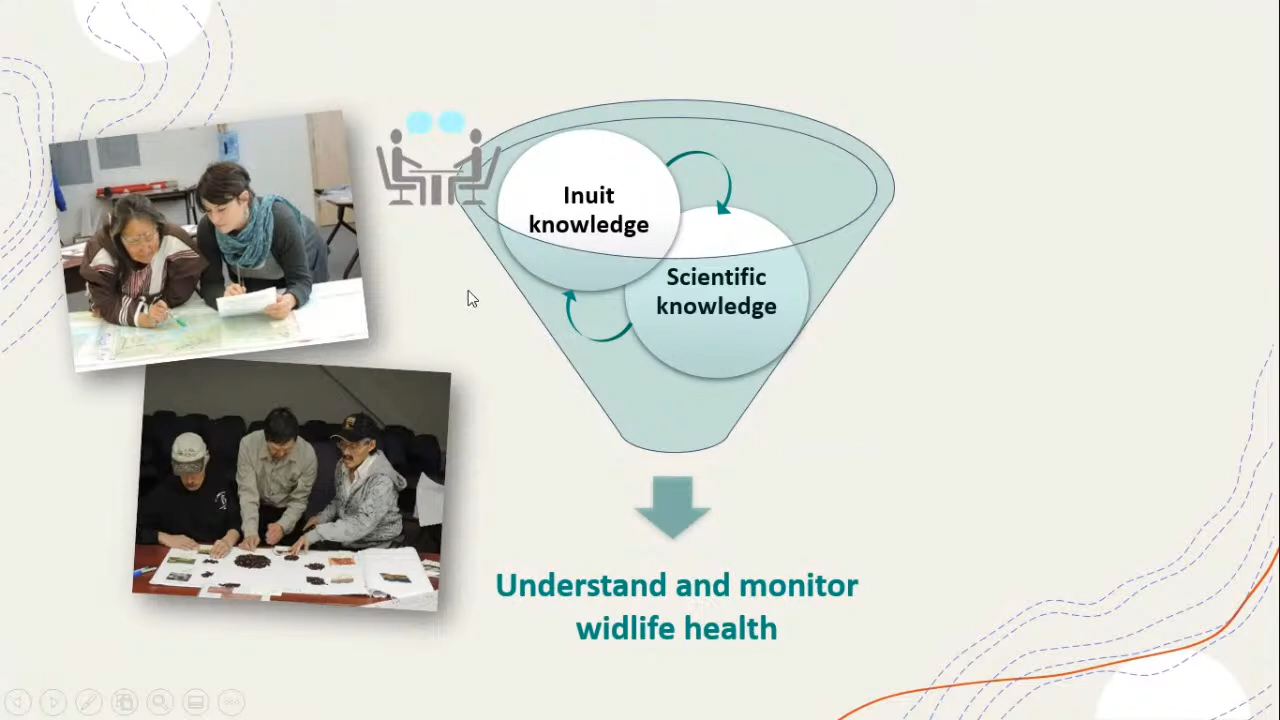 Inuit
knowledge
Scientific
knowledge
Understand and monitor
widlife health